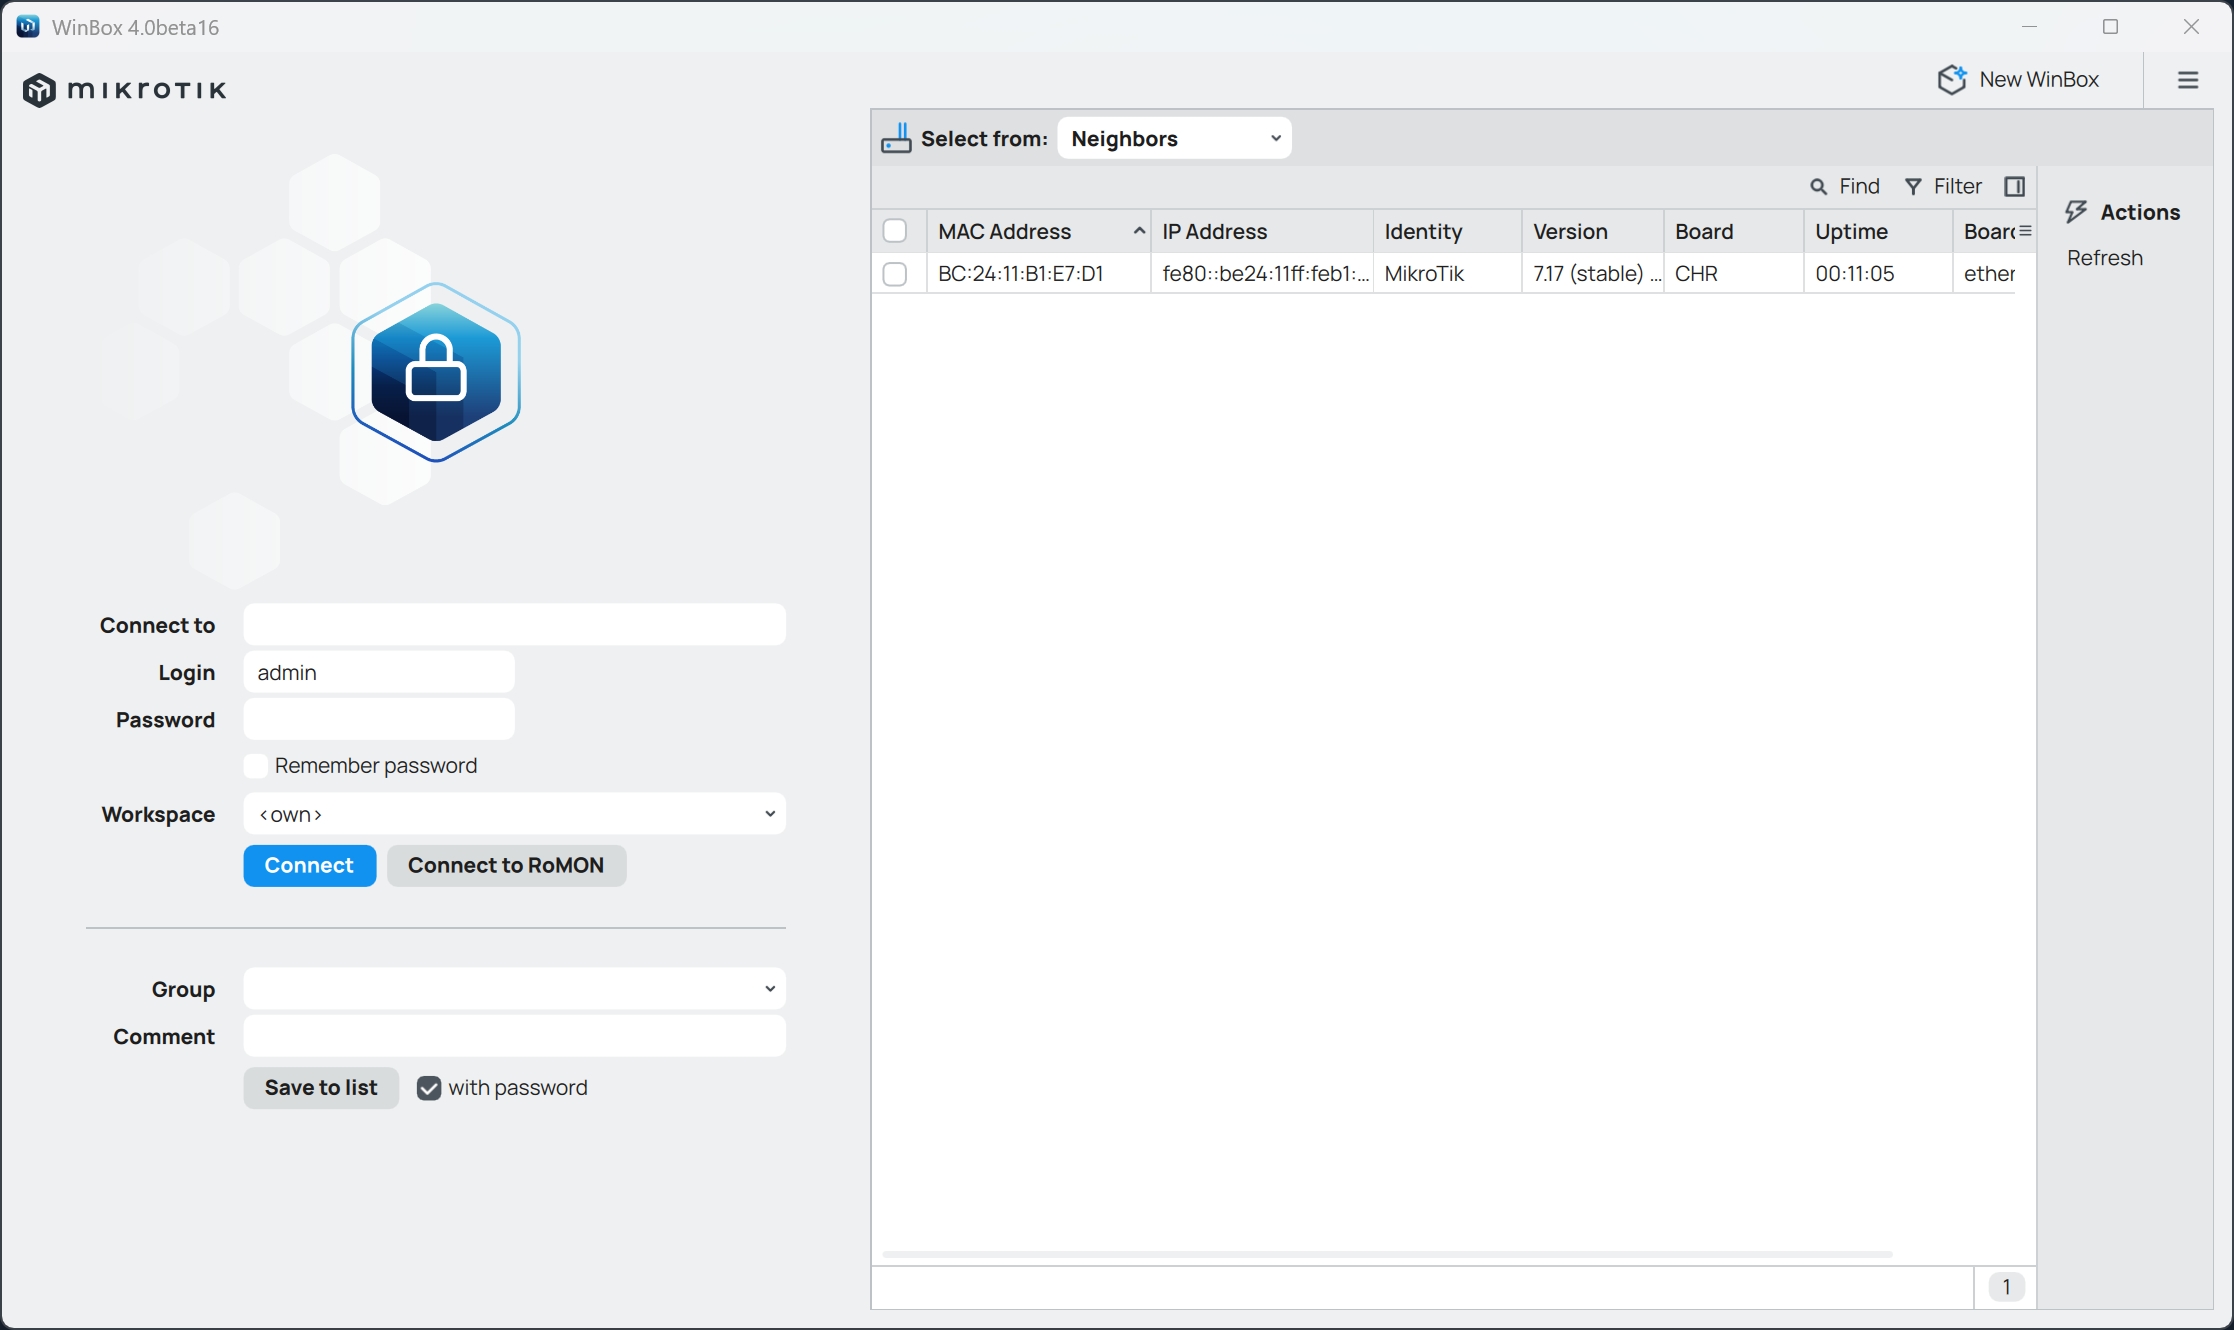 WinBox 4.0beta16
mikroTik
New WinBox
Select from: Neighbors
Find Filter
MAC Address IP Address Identity Version Board Uptime Board
BC:24:11:B1:E7:D1 fe80::be24:11ff:feb1:... MikroTik 7.17 (stable) ... CHR 00:11:05 ether
Actions
Refresh
Connect to
Login admin
Password
Remember password
Workspace <own>
Connect Connect to RoMON
Group
Comment
Save to list with password
1